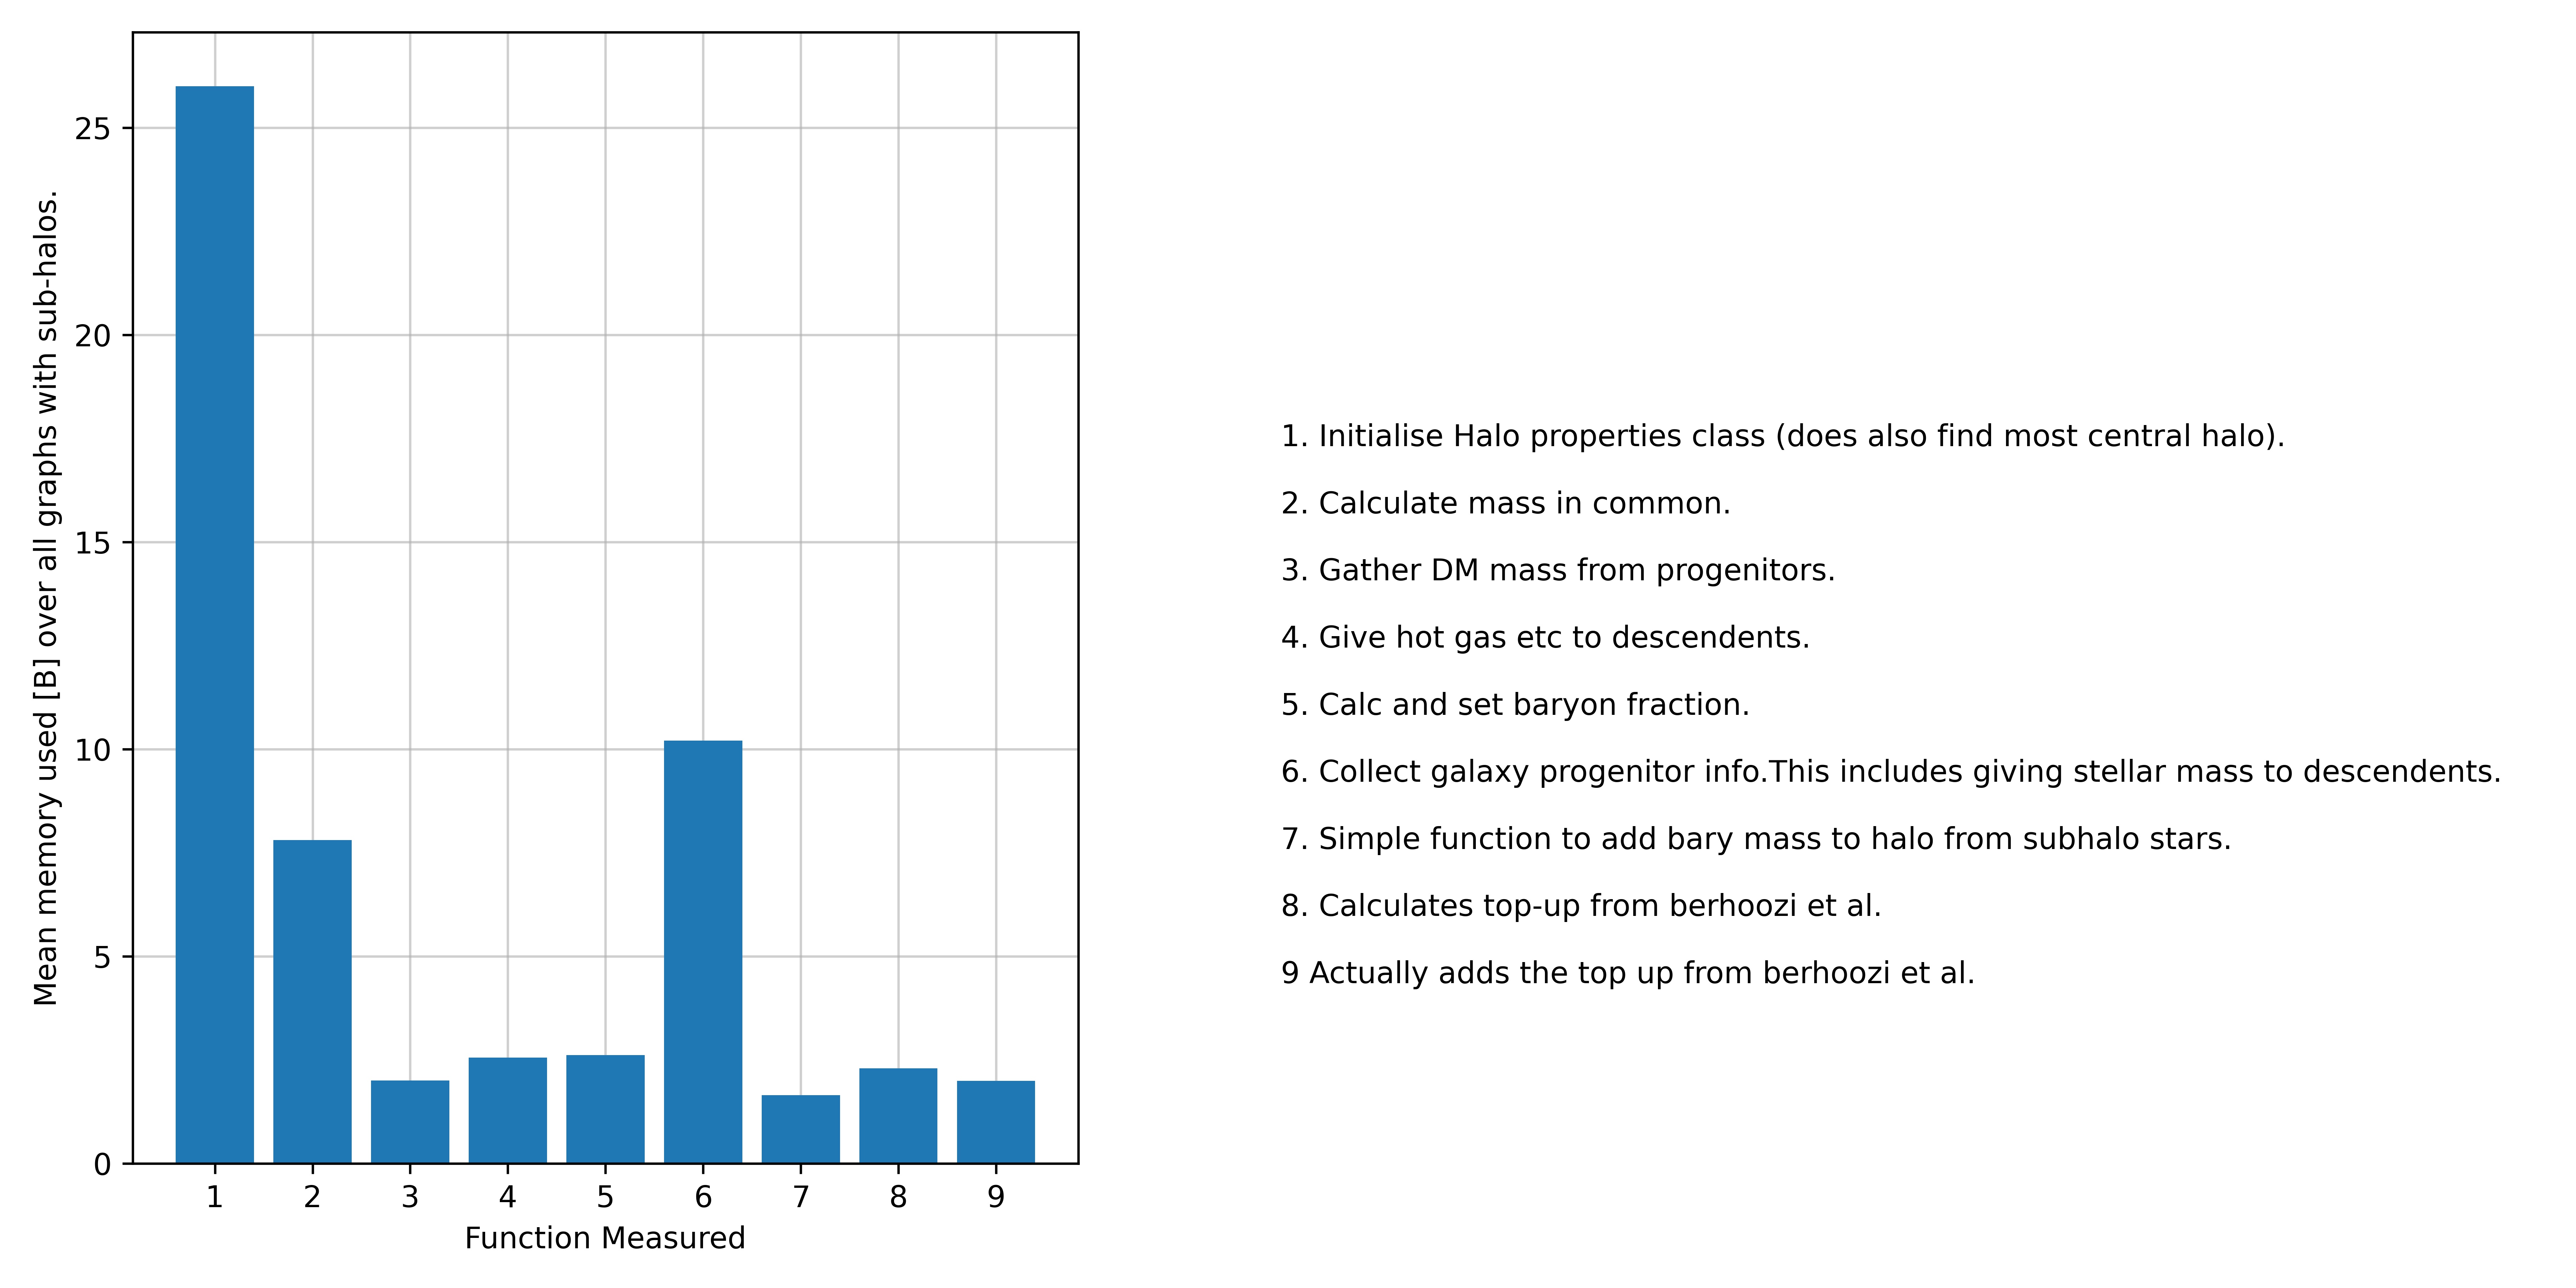 Mean memory used [B] over all graphs with sub-halos.
25
20
15
10
5
0
1 2 3 4 5 6 7 8 9
Function Measured
1. Initialise Halo properties class (does also find most central halo).
2. Calculate mass in common.
3. Gather DM mass from progenitors.
4. Give hot gas etc to descendents.
5. Calc and set baryon fraction.
6. Collect galaxy progenitor info.This includes giving stellar mass to descendents.
7. Simple function to add bary mass to halo from subhalo stars.
8. Calculates top-up from berhoozi et al.
9 Actually adds the top up from berhoozi et al.